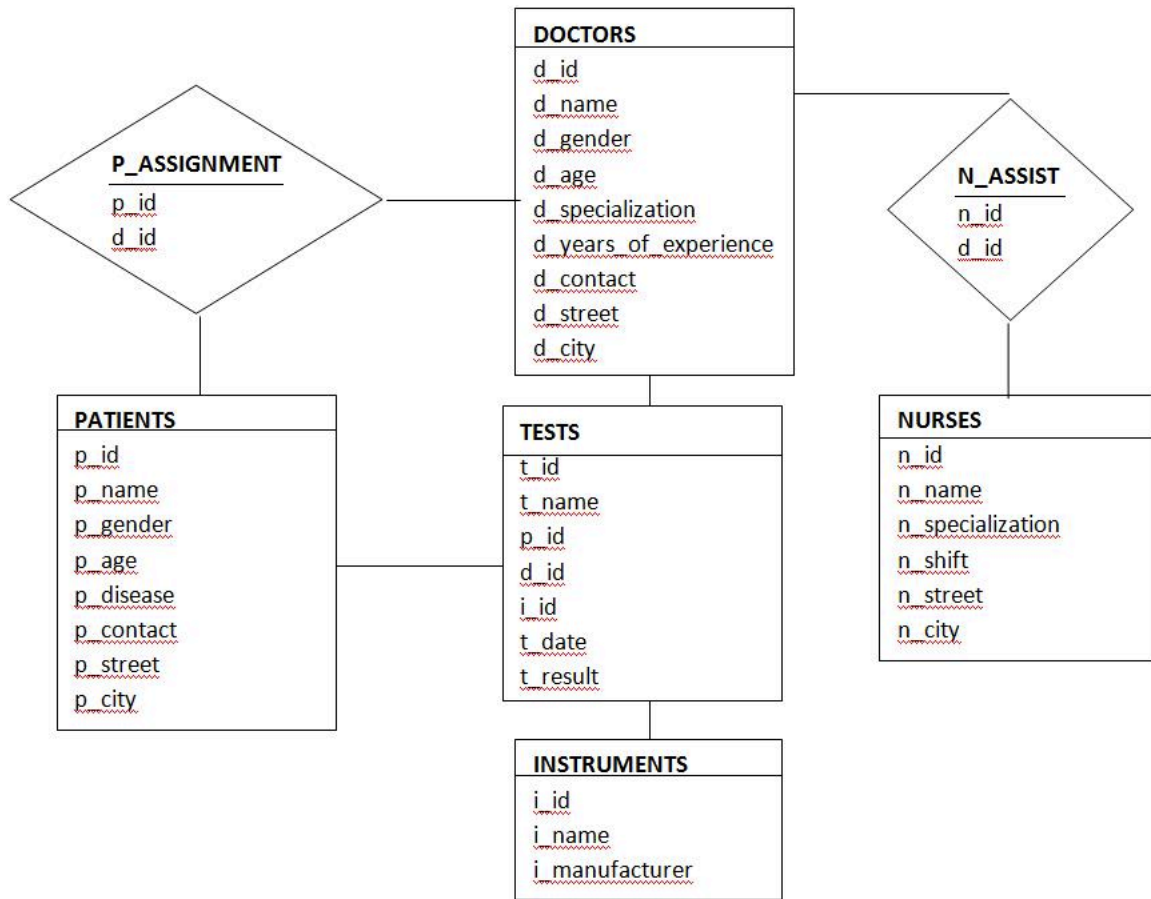 DOCTORS
d_id
d_name
d_gender
d_age
d_specialization
d_years_of_experience
d_contact
d_street
d_city
P_ASSIGNMENT
p_id
d_id
N_ASSIST
n_id
d_id
PATIENTS
p_id
p_name
p_gender
p_age
p_disease
p_contact
p_street
p_city
TESTS
t_id
t_name
p_id
d_id
i_id
t_date
t_result
NURSES
n_id
n_name
n_specialization
n_shift
n_street
n_city
INSTRUMENTS
i_id
i_name
i_manufacturer